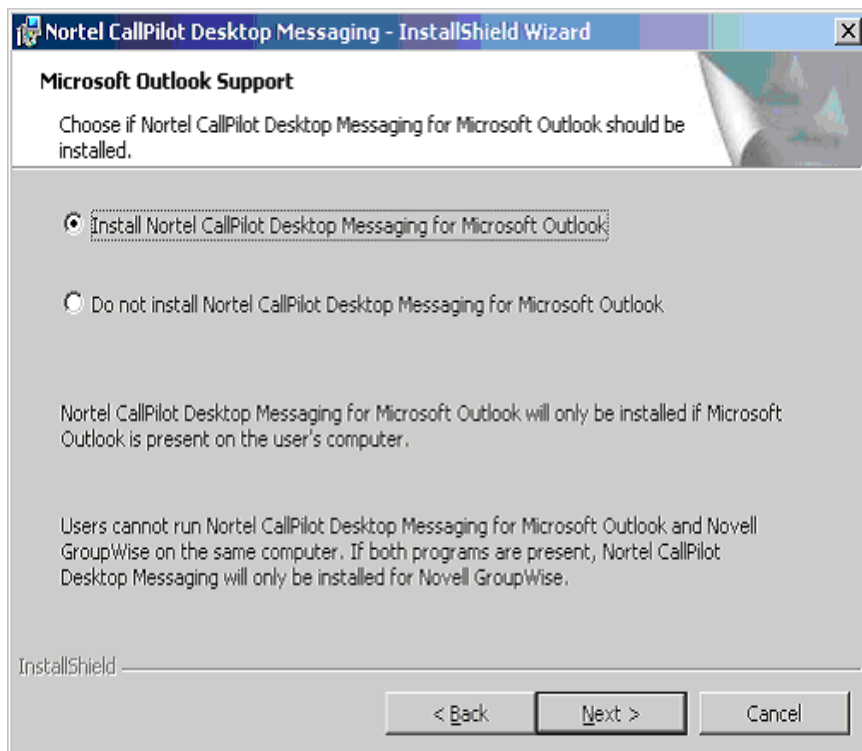 Nortel CallPilot Desktop Messaging - InstallShield Wizard
Microsoft Outlook Support
Choose if Nortel CallPilot Desktop Messaging for Microsoft Outlook should be
installed.
Install Nortel CallPilot Desktop Messaging for Microsoft Outlook
Do not install Nortel CallPilot Desktop Messaging for Microsoft Outlook
Nortel CallPilot Desktop Messaging for Microsoft Outlook will only be installed if Microsoft
Outlook is present on the user's computer.
Users cannot run Nortel CallPilot Desktop Messaging for Microsoft Outlook and Novell
GroupWise on the same computer. If both programs are present, Nortel CallPilot
Desktop Messaging will only be installed for Novell GroupWise.
InstallShield
< Back
Next >
Cancel